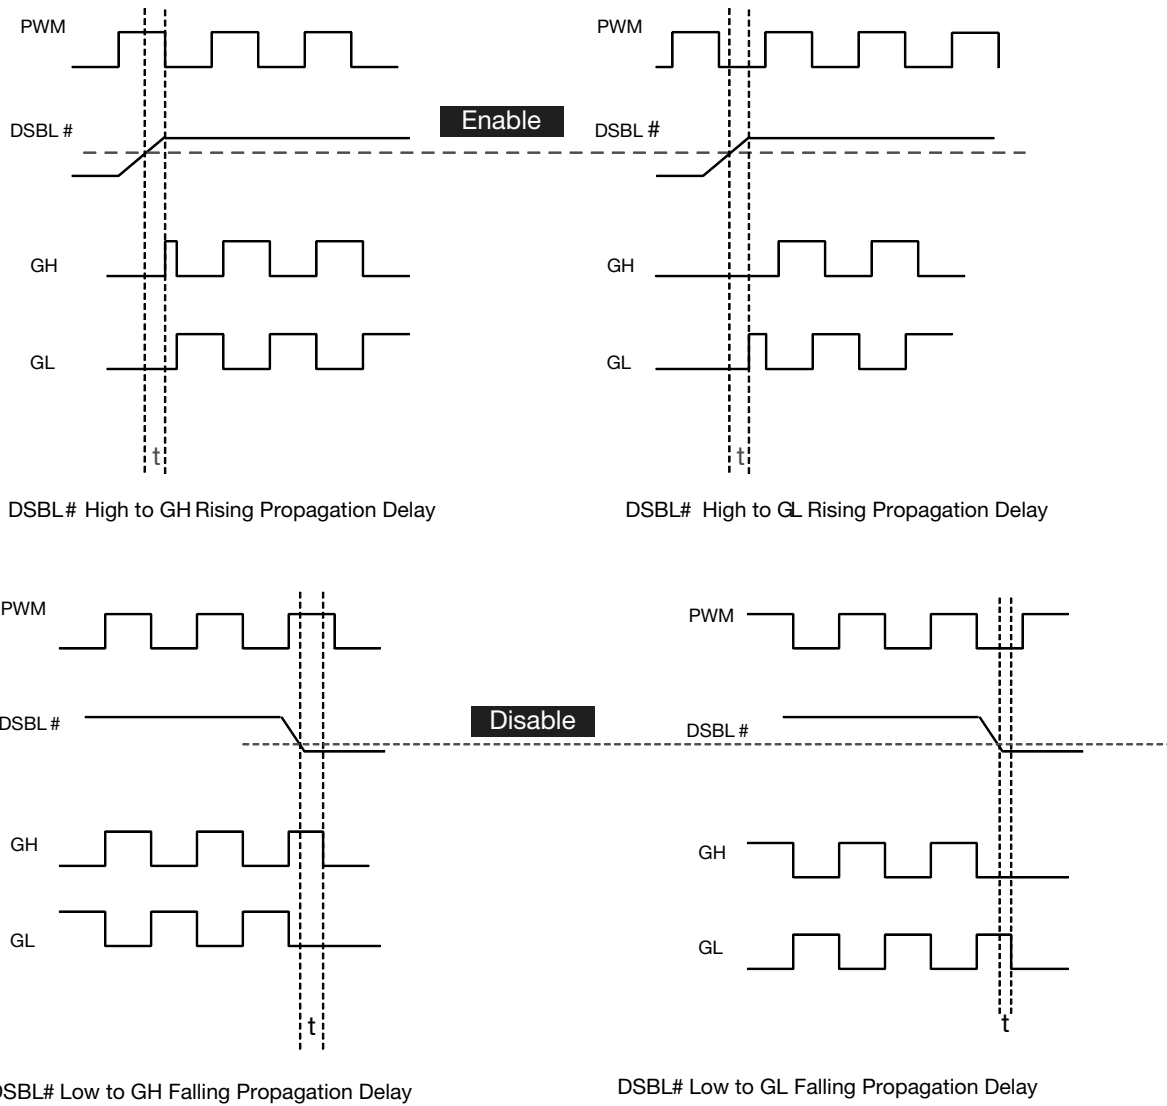 PWM
PWM
DSBL #
Enable
DSBL #
GH
GH
GL
GL
t
t
DSBL# High to GH Rising Propagation Delay
DSBL# High to GL Rising Propagation Delay
PWM
PWM
DSBL #
Disable
DSBL #
GH
GH
GL
GL
t
t
DSBL# Low to GH Falling Propagation Delay
DSBL# Low to GL Falling Propagation Delay